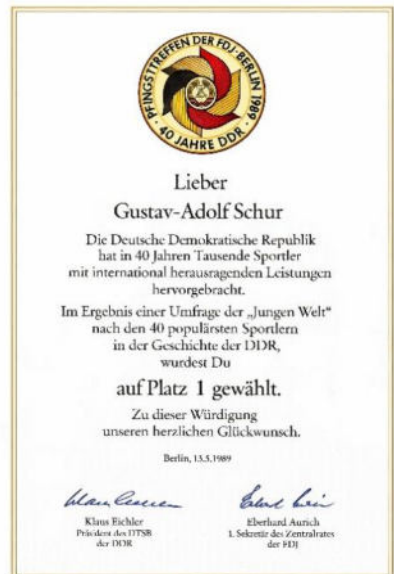 PFINGSTTREFFEN DER FDJ · BERLIN 1989
· 40 JAHRE DDR ·
Lieber
Gustav-Adolf Schur
Die Deutsche Demokratische Republik
hat in 40 Jahren Tausende Sportler
mit international herausragenden Leistungen
hervorgebracht.
Im Ergebnis einer Umfrage der „Jungen Welt“
nach den 40 populärsten Sportlern
in der Geschichte der DDR,
wurdest Du
auf Platz 1 gewählt.
Zu dieser Würdigung
unseren herzlichen Glückwunsch.
Berlin, 13.5.1989
Klaus Eichler
Präsident des DTSB
der DDR
Eberhard Aurich
1. Sekretär des Zentralrates
der FDJ